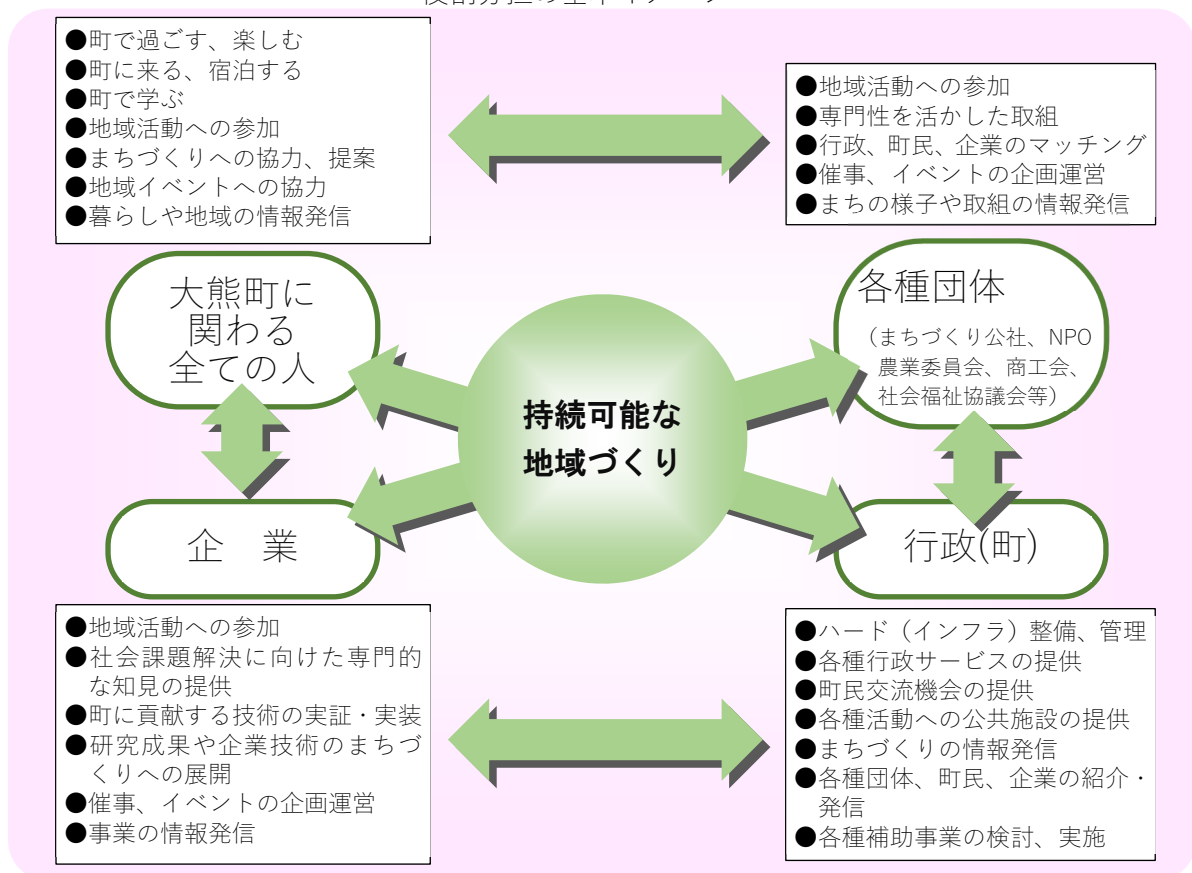 役割分担の基本イメージ
●町で過ごす、楽しむ
●町に来る、宿泊する
●町で学ぶ
●地域活動への参加
●まちづくりへの協力、提案
●地域イベントへの協力
●暮らしや地域の情報発信
●地域活動への参加
●専門性を活かした取組
●行政、町民、企業のマッチング
●催事、イベントの企画運営
●まちの様子や取組の情報発信
大熊町に
関わる
全ての人
各種団体
（まちづくり公社、NPO
農業委員会、商工会、
社会福祉協議会等）
持続可能な
地域づくり
企　業
行政(町)
●地域活動への参加
●社会課題解決に向けた専門的
な知見の提供
●町に貢献する技術の実証・実装
●研究成果や企業技術のまちづ
くりへの展開
●催事、イベントの企画運営
●事業の情報発信
●ハード（インフラ）整備、管理
●各種行政サービスの提供
●町民交流機会の提供
●各種活動への公共施設の提供
●まちづくりの情報発信
●各種団体、町民、企業の紹介・
発信
●各種補助事業の検討、実施